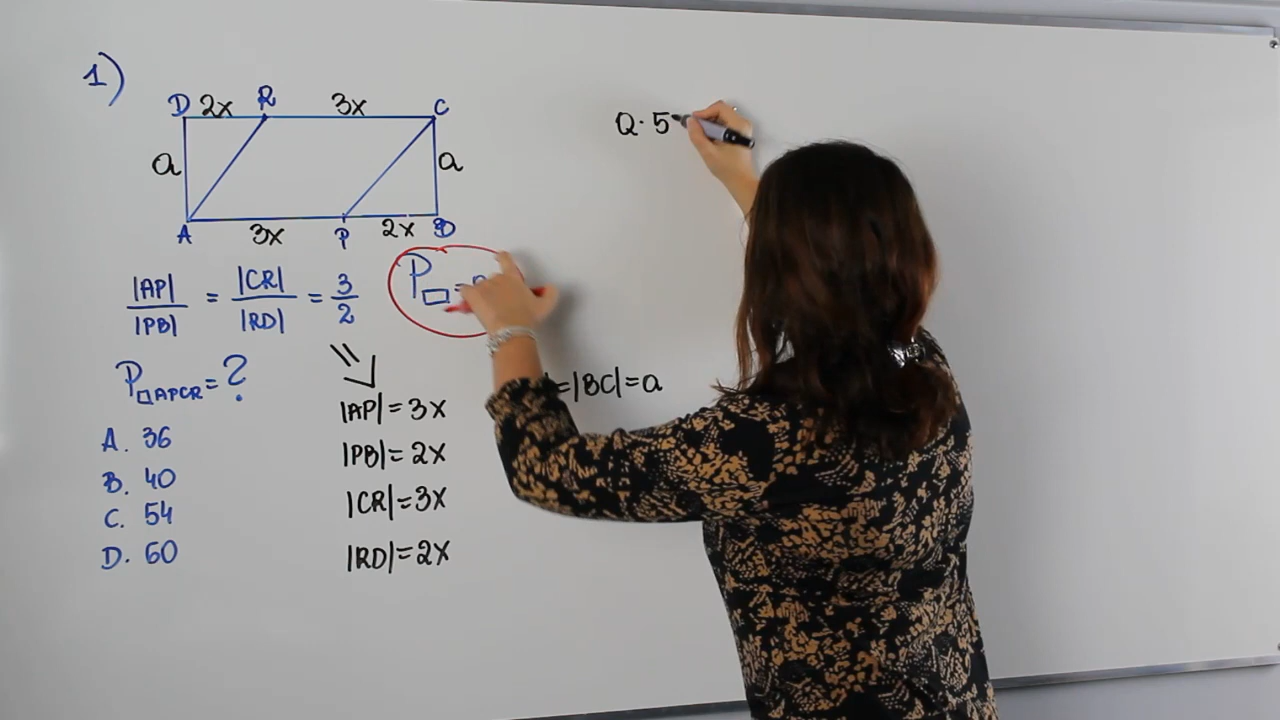 1)
D 2x R 3x C
a a
A 3x P 2x B
|AP| / |PB| = |CR| / |RD| = 3/2
P□ =
P□APCR = ?
A. 36
B. 40
C. 54
D. 60
|AP| = 3x
|PB| = 2x
|CR| = 3x
|RD| = 2x
= |BC| = a
a · 5